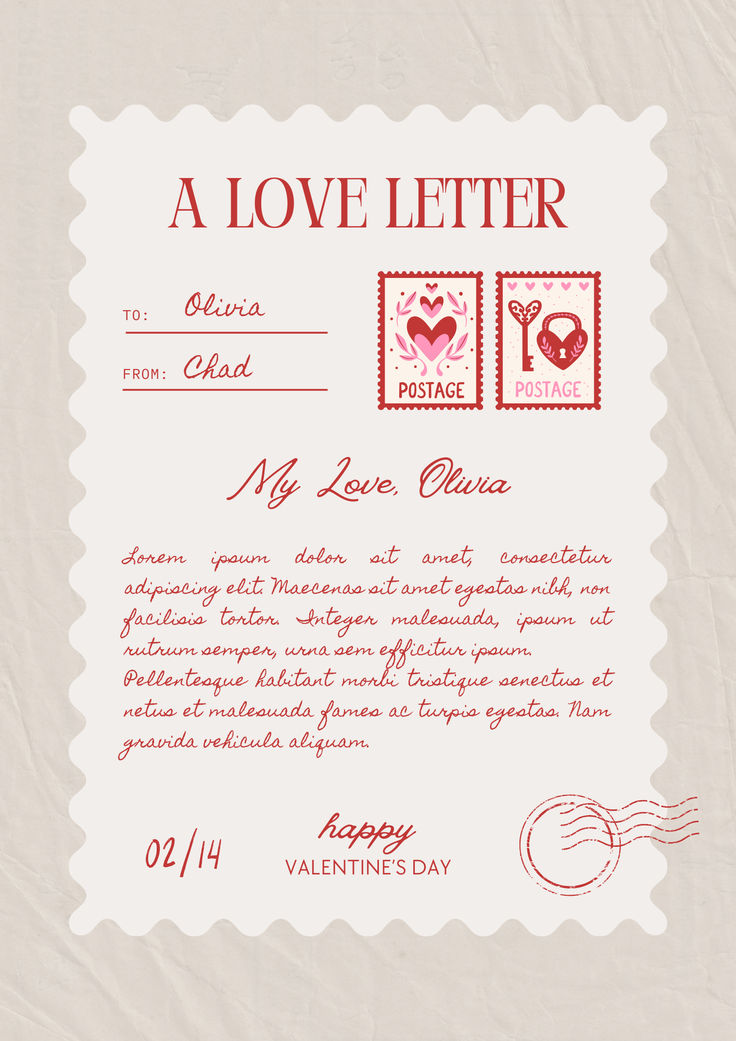 A LOVE LETTER
TO: Olivia
FROM: Chad
POSTAGE
POSTAGE
My Love, Olivia
Lorem ipsum dolor sit amet, consectetur
adipiscing elit. Maecenas sit amet egestas nibh, non
facilisis tortor. Integer malesuada, ipsum ut
rutrum semper, urna sem efficitur ipsum.
Pellentesque habitant morbi tristique senectus et
netus et malesuada fames ac turpis egestas. Nam
gravida vehicula aliquam.
02/14
happy
VALENTINE'S DAY